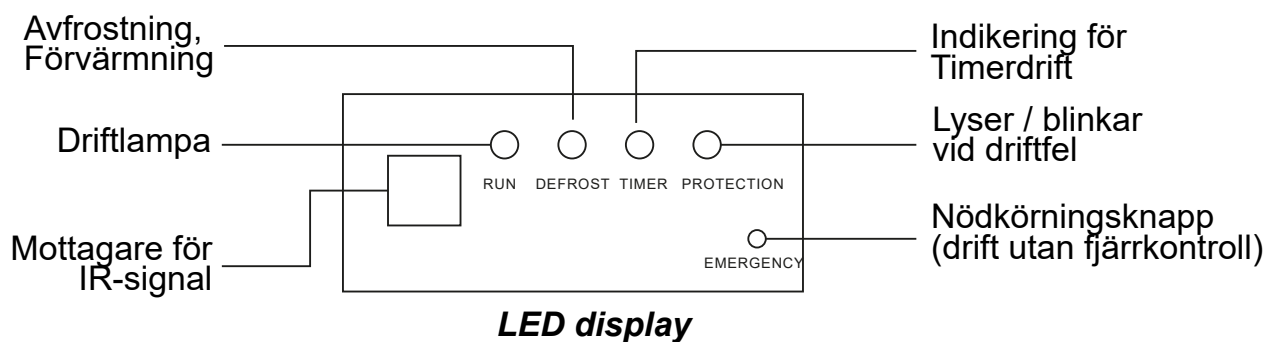 Avfrostning,
Förvärmning
Indikering för
Timerdrift
Driftlampa
Lyser / blinkar
vid driftfel
RUN DEFROST TIMER PROTECTION
Mottagare för
IR-signal
Nödkörningsknapp
(drift utan fjärrkontroll)
EMERGENCY
LED display